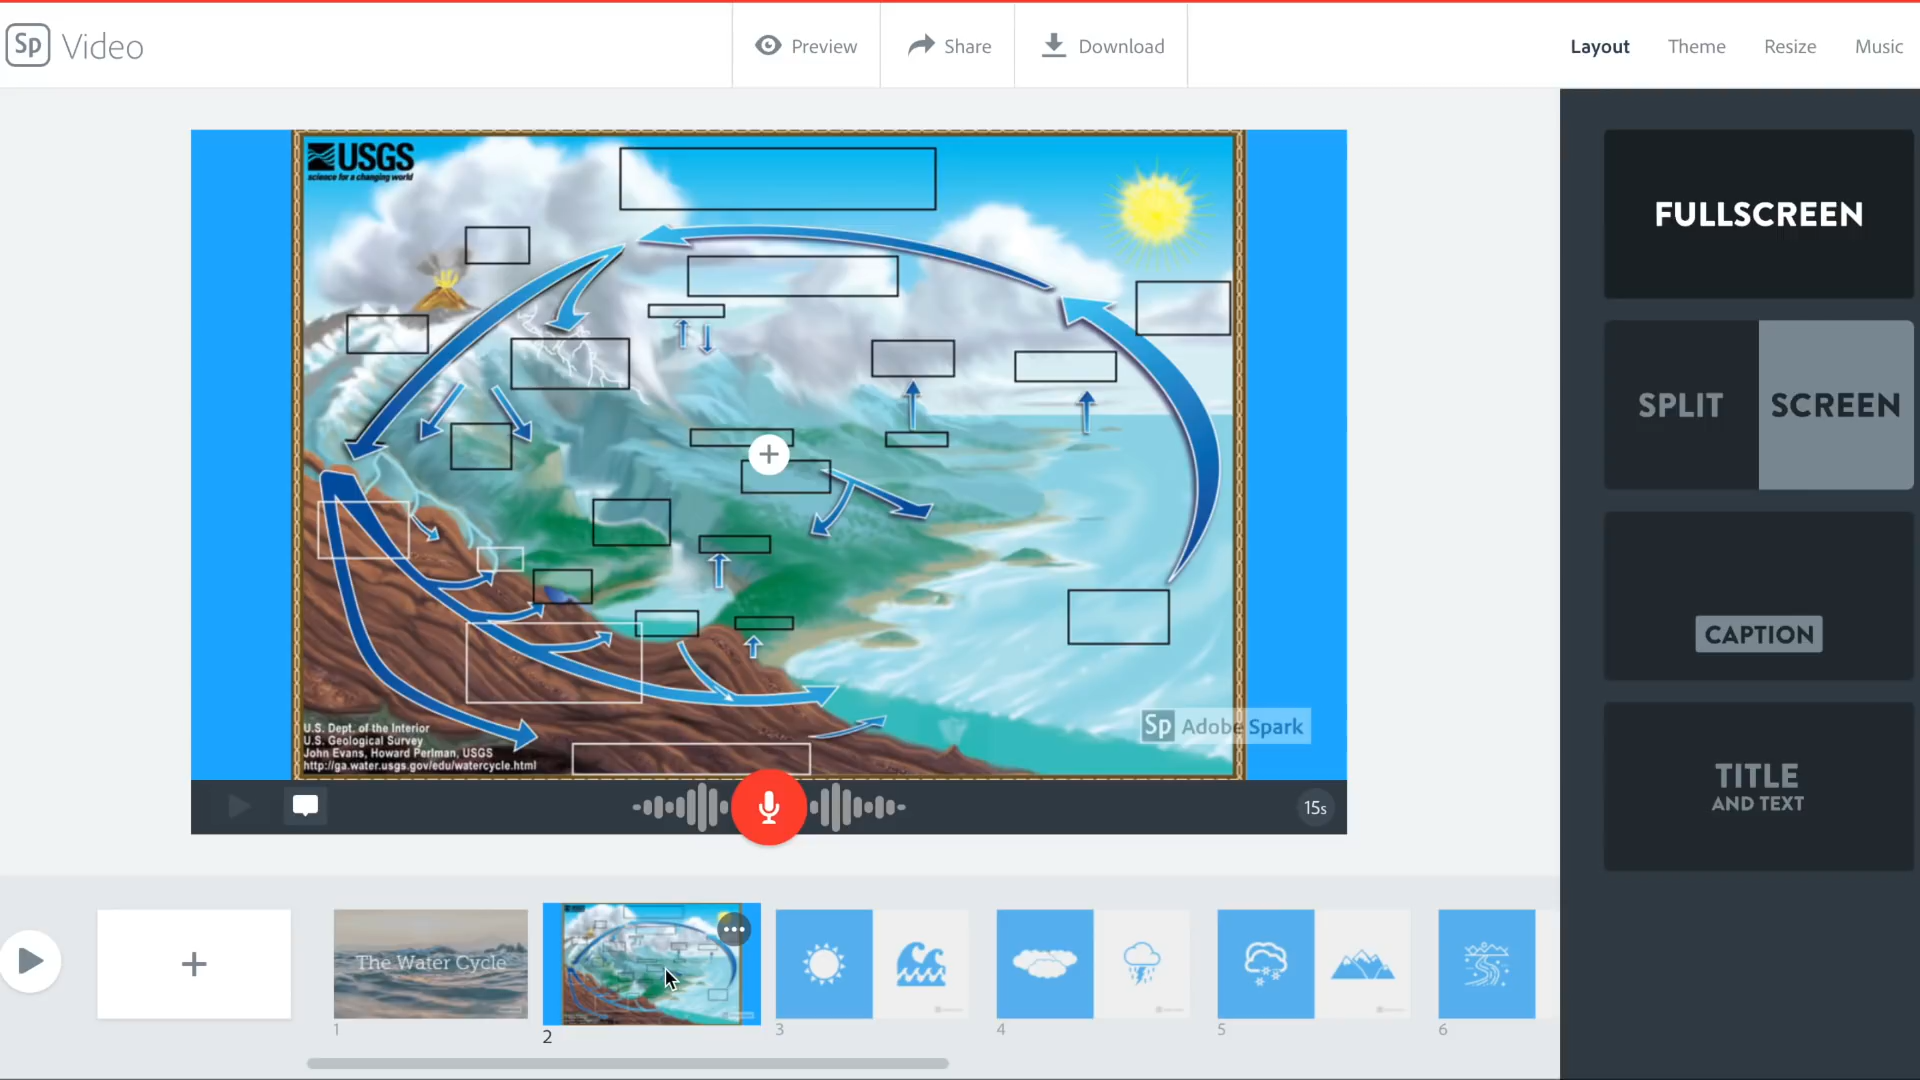 Sp Video
Preview
Share
Download
Layout
Theme
Resize
Music
USGS
science for a changing world
U.S. Dept. of the Interior
U.S. Geological Survey
John Evans, Howard Perlman, USGS
http://ga.water.usgs.gov/edu/watercycle.html
Sp Adobe Spark
15s
FULLSCREEN
SPLIT SCREEN
CAPTION
TITLE
AND TEXT
The Water Cycle
1
2
3
4
5
6